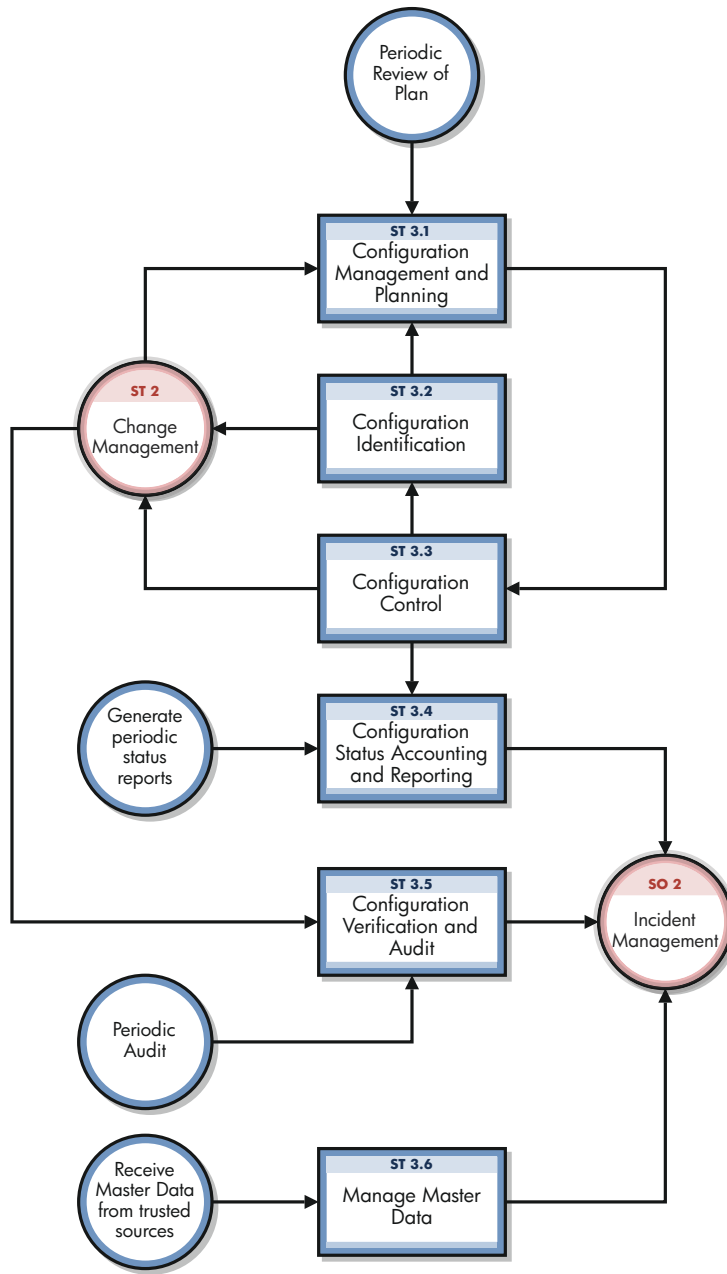 Periodic
Review of
Plan
ST 3.1
Configuration
Management and
Planning
ST 2
Change
Management
ST 3.2
Configuration
Identification
ST 3.3
Configuration
Control
Generate
periodic
status
reports
ST 3.4
Configuration
Status Accounting
and Reporting
ST 3.5
Configuration
Verification and
Audit
SO 2
Incident
Management
Periodic
Audit
Receive
Master Data
from trusted
sources
ST 3.6
Manage Master
Data